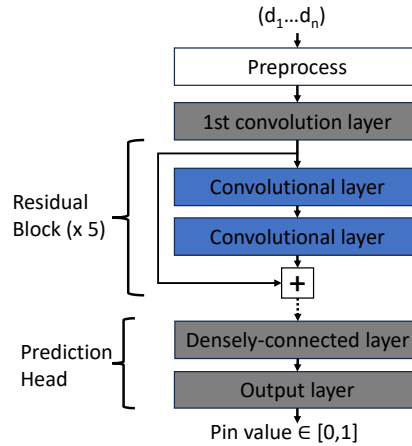 (d₁...dₙ)
Preprocess
1st convolution layer
Residual
Block (x 5)
Convolutional layer
Convolutional layer
+
Prediction
Head
Densely-connected layer
Output layer
Pin value ∈ [0,1]